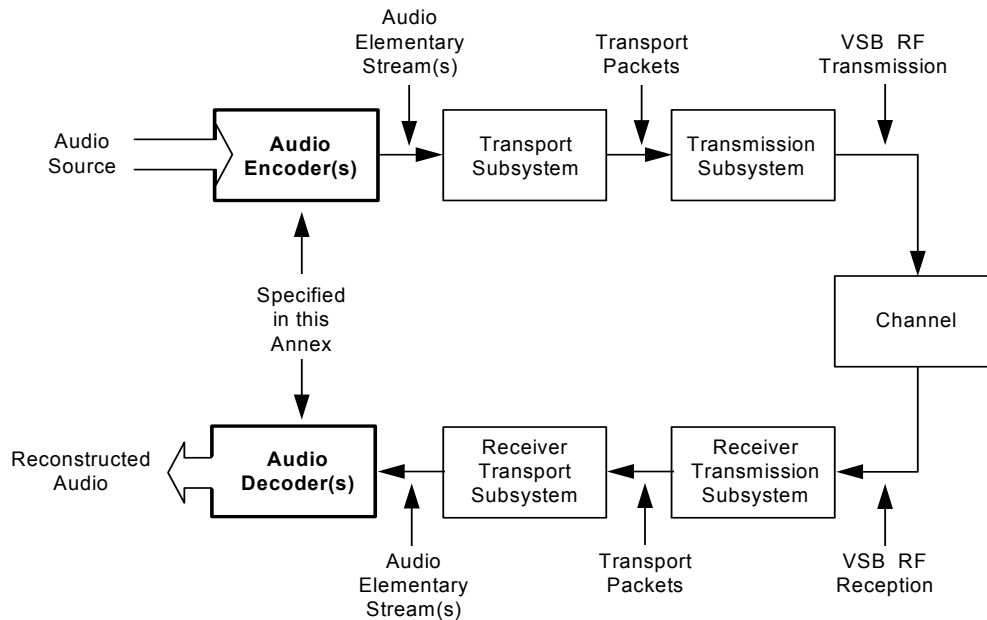 Audio
Elementary
Stream(s)
Transport
Packets
VSB RF
Transmission
Audio
Source
Audio
Encoder(s)
Transport
Subsystem
Transmission
Subsystem
Specified
in this
Annex
Channel
Reconstructed
Audio
Audio
Decoder(s)
Receiver
Transport
Subsystem
Receiver
Transmission
Subsystem
Audio
Elementary
Stream(s)
Transport
Packets
VSB RF
Reception